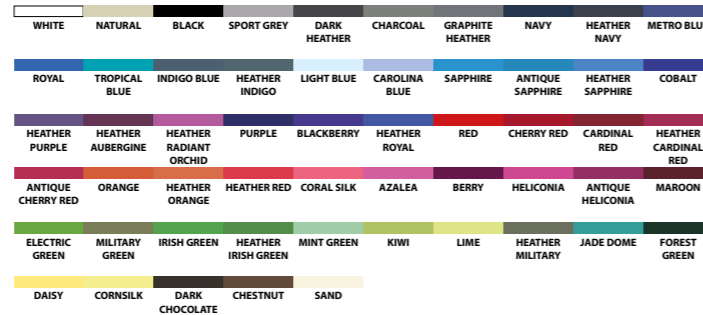 WHITE NATURAL BLACK SPORT GREY DARK HEATHER CHARCOAL GRAPHITE HEATHER NAVY HEATHER NAVY METRO BLU
ROYAL TROPICAL BLUE INDIGO BLUE HEATHER INDIGO LIGHT BLUE CAROLINA BLUE SAPPHIRE ANTIQUE SAPPHIRE HEATHER SAPPHIRE COBALT
HEATHER PURPLE HEATHER AUBERGINE HEATHER RADIANT ORCHID PURPLE BLACKBERRY HEATHER ROYAL RED CHERRY RED CARDINAL RED HEATHER CARDINAL RED
ANTIQUE CHERRY RED ORANGE HEATHER ORANGE HEATHER RED CORAL SILK AZALEA BERRY HELICONIA ANTIQUE HELICONIA MAROON
ELECTRIC GREEN MILITARY GREEN IRISH GREEN HEATHER IRISH GREEN MINT GREEN KIWI LIME HEATHER MILITARY JADE DOME FOREST GREEN
DAISY CORNSILK DARK CHOCOLATE CHESTNUT SAND